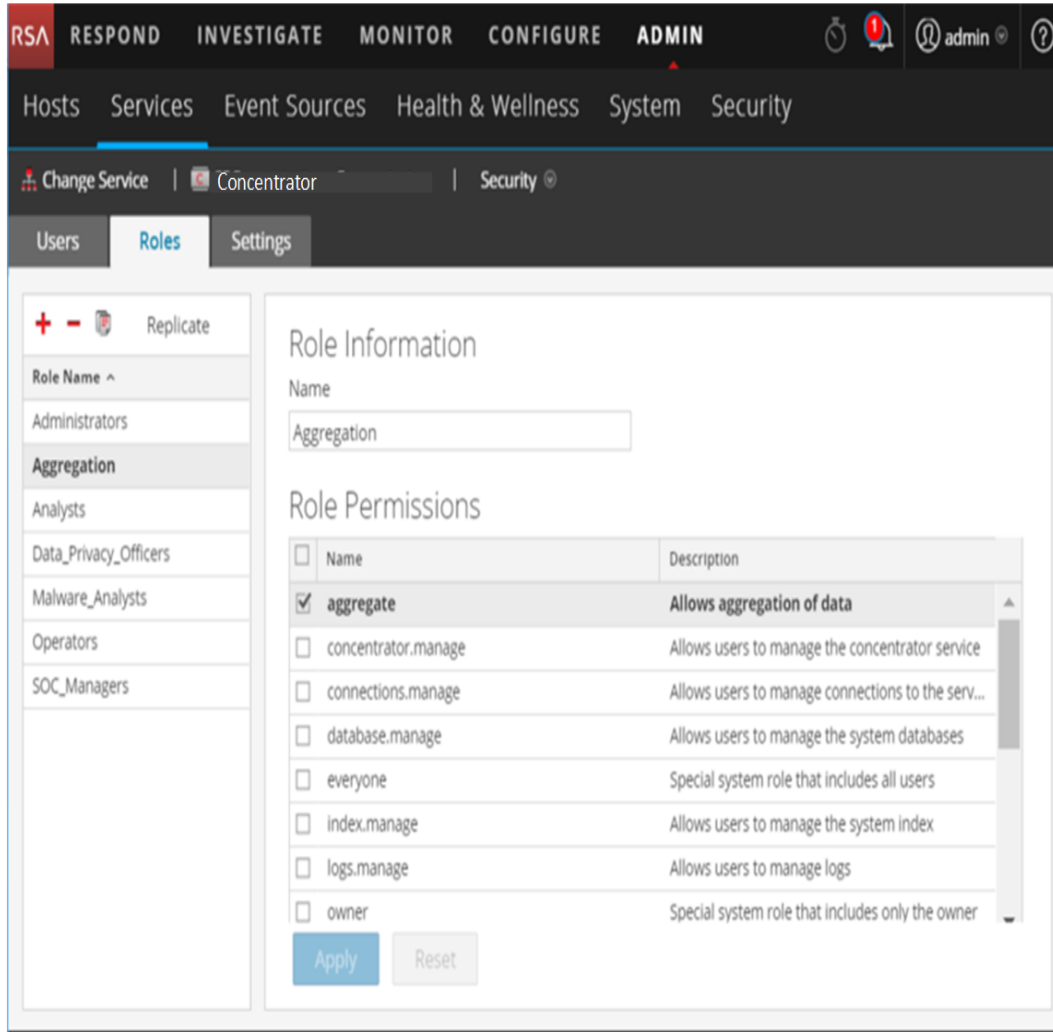 RSA RESPOND INVESTIGATE MONITOR CONFIGURE ADMIN 1 admin ?
Hosts Services Event Sources Health & Wellness System Security
Change Service | C Concentrator | Security
Users Roles Settings
+ - Replicate
Role Name
Administrators
Aggregation
Analysts
Data_Privacy_Officers
Malware_Analysts
Operators
SOC_Managers
Role Information
Name
Aggregation
Role Permissions
Name Description
aggregate Allows aggregation of data
concentrator.manage Allows users to manage the concentrator service
connections.manage Allows users to manage connections to the serv...
database.manage Allows users to manage the system databases
everyone Special system role that includes all users
index.manage Allows users to manage the system index
logs.manage Allows users to manage logs
owner Special system role that includes only the owner
Apply Reset